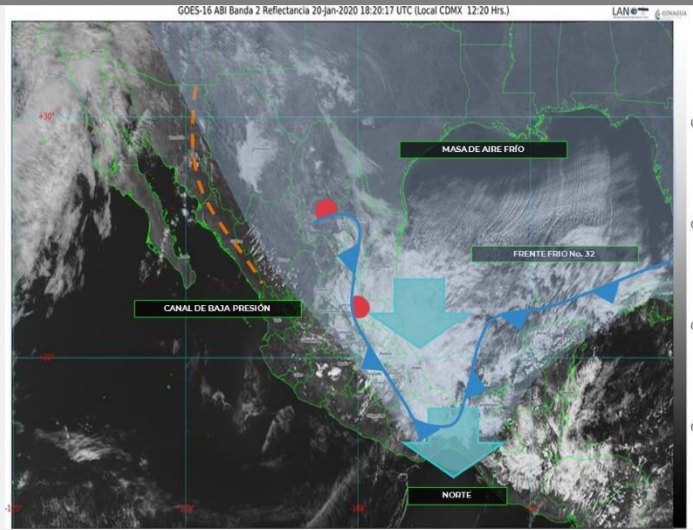 GOES-16 ABI Banda 2 Reflectancia 20-Jan-2020 18:20:17 UTC (Local CDMX 12:20 Hrs.)
LANOT
CONAGUA
+30°
MASA DE AIRE FRÍO
FRENTE FRIO No. 32
CANAL DE BAJA PRESIÓN
NORTE